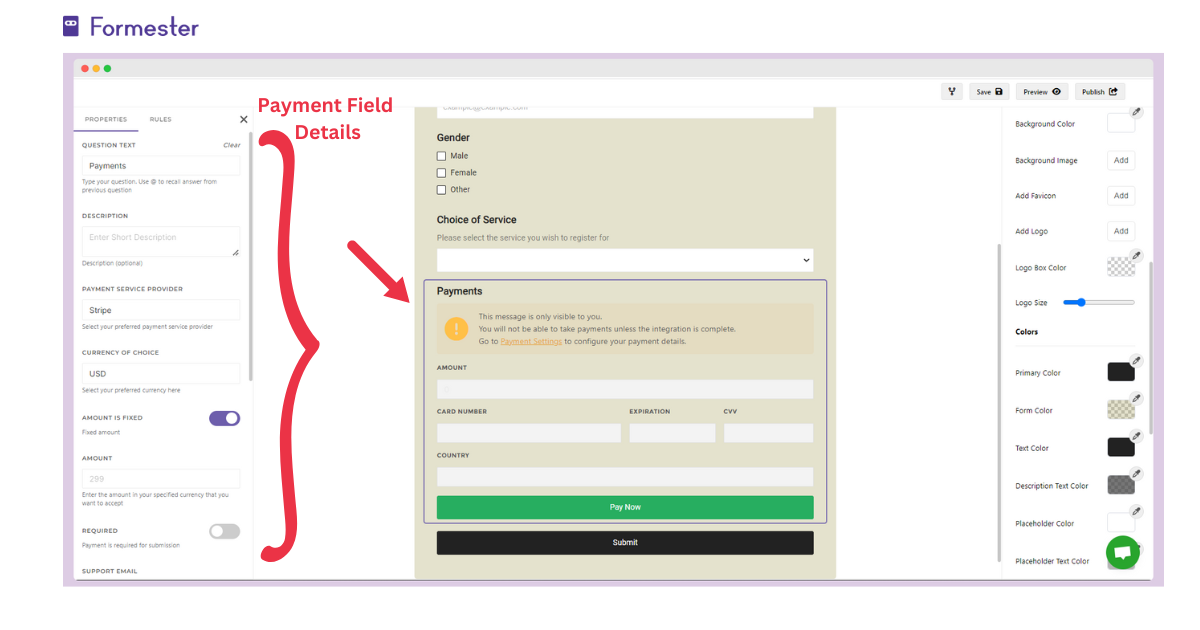 Formester
Save
Preview
Publish
Payment Field
Details
PROPERTIES
RULES
QUESTION TEXT
Clear
Payments
Type your question. Use @ to recall answer from
previous question
DESCRIPTION
Enter Short Description
Description (optional)
PAYMENT SERVICE PROVIDER
Stripe
Select your preferred payment service provider
CURRENCY OF CHOICE
USD
Select your preferred currency here
AMOUNT IS FIXED
Fixed amount
AMOUNT
299
Enter the amount in your specified currency that you
want to accept
REQUIRED
Payment is required for submission
SUPPORT EMAIL
example@example.com
Gender
Male
Female
Other
Choice of Service
Please select the service you wish to register for
Payments
This message is only visible to you.
You will not be able to take payments unless the integration is complete.
Go to Payment Settings to configure your payment details.
AMOUNT
CARD NUMBER
EXPIRATION
CVV
COUNTRY
Pay Now
Submit
Background Color
Background Image
Add
Add Favicon
Add
Add Logo
Add
Logo Box Color
Logo Size
Colors
Primary Color
Form Color
Text Color
Description Text Color
Placeholder Color
Placeholder Text Color